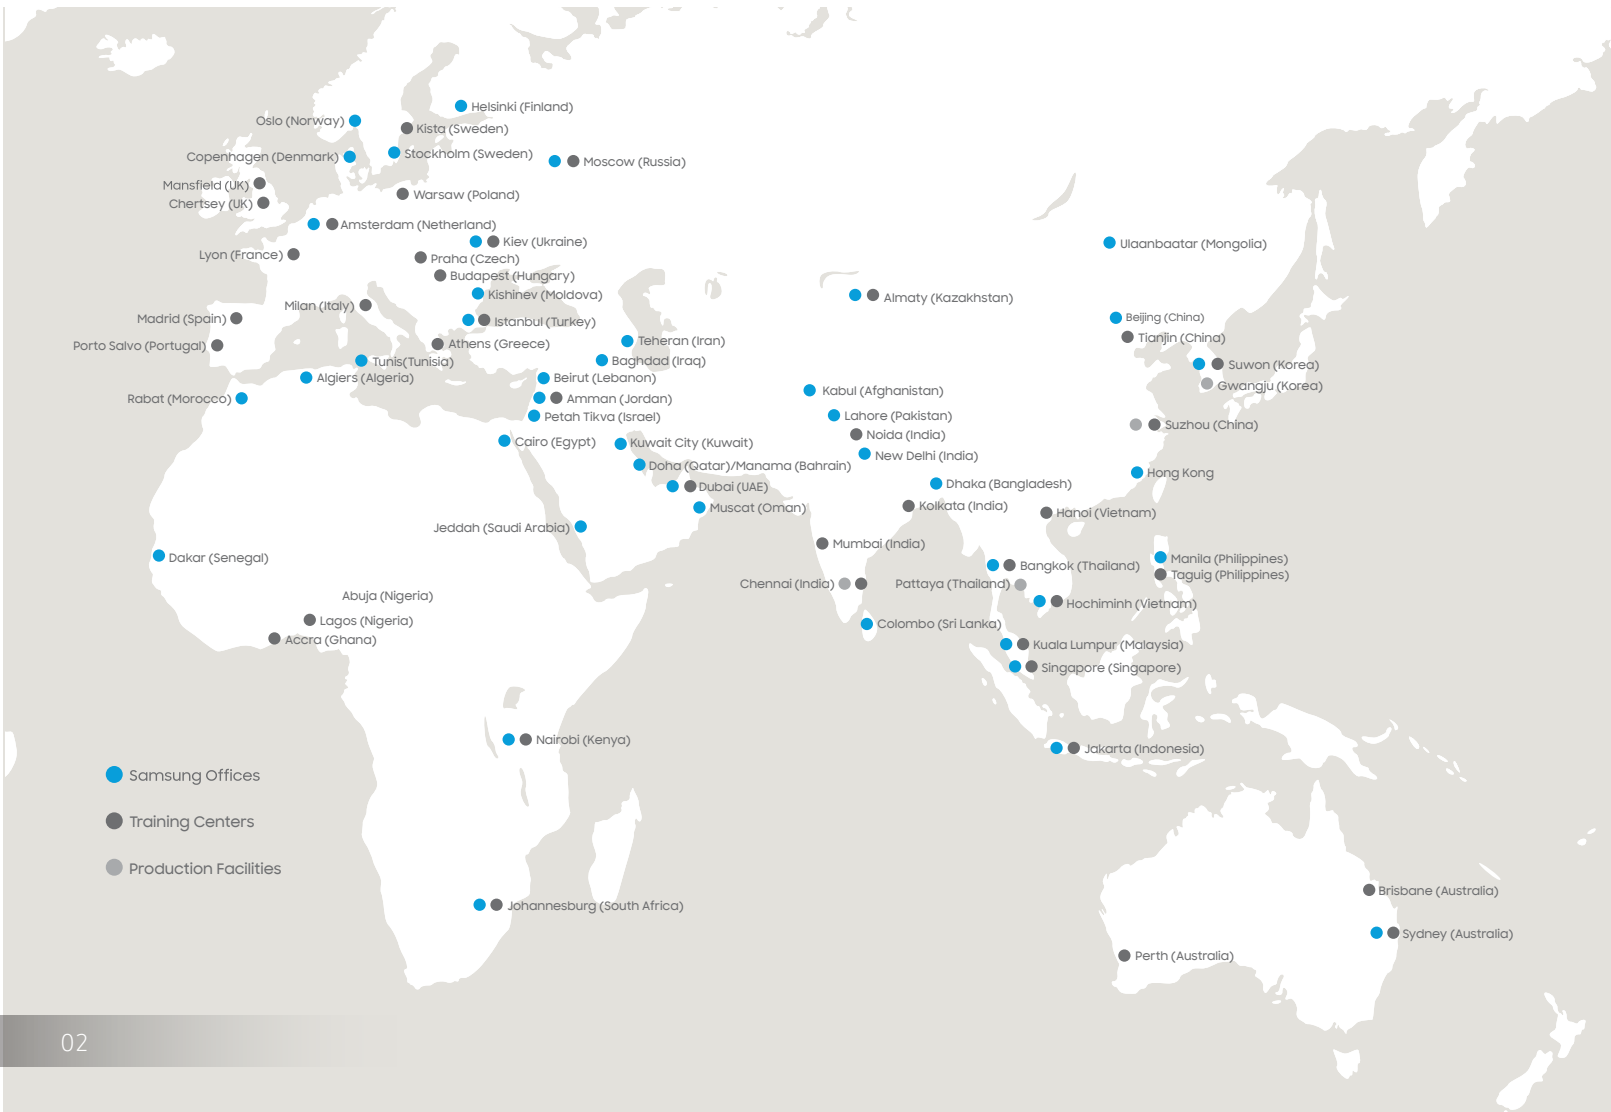 Helsinki (Finland)
Oslo (Norway)
Kista (Sweden)
Copenhagen (Denmark)
Stockholm (Sweden)
Moscow (Russia)
Mansfield (UK)
Warsaw (Poland)
Chertsey (UK)
Amsterdam (Netherland)
Kiev (Ukraine)
Ulaanbaatar (Mongolia)
Lyon (France)
Praha (Czech)
Budapest (Hungary)
Kishinev (Moldova)
Almaty (Kazakhstan)
Milan (Italy)
Madrid (Spain)
Istanbul (Turkey)
Beijing (China)
Tianjin (China)
Porto Salvo (Portugal)
Athens (Greece)
Teheran (Iran)
Tunis(Tunisia)
Baghdad (Iraq)
Suwon (Korea)
Algiers (Algeria)
Beirut (Lebanon)
Gwangju (Korea)
Kabul (Afghanistan)
Rabat (Morocco)
Amman (Jordan)
Petah Tikva (Israel)
Lahore (Pakistan)
Suzhou (China)
Noida (India)
Cairo (Egypt)
Kuwait City (Kuwait)
New Delhi (India)
Doha (Qatar)/Manama (Bahrain)
Hong Kong
Dubai (UAE)
Dhaka (Bangladesh)
Muscat (Oman)
Kolkata (India)
Hanoi (Vietnam)
Jeddah (Saudi Arabia)
Mumbai (India)
Dakar (Senegal)
Manila (Philippines)
Bangkok (Thailand)
Taguig (Philippines)
Chennai (India)
Pattaya (Thailand)
Abuja (Nigeria)
Hochiminh (Vietnam)
Lagos (Nigeria)
Colombo (Sri Lanka)
Accra (Ghana)
Kuala Lumpur (Malaysia)
Singapore (Singapore)
Nairobi (Kenya)
Jakarta (Indonesia)
Samsung Offices
Training Centers
Production Facilities
Brisbane (Australia)
Johannesburg (South Africa)
Sydney (Australia)
Perth (Australia)
02